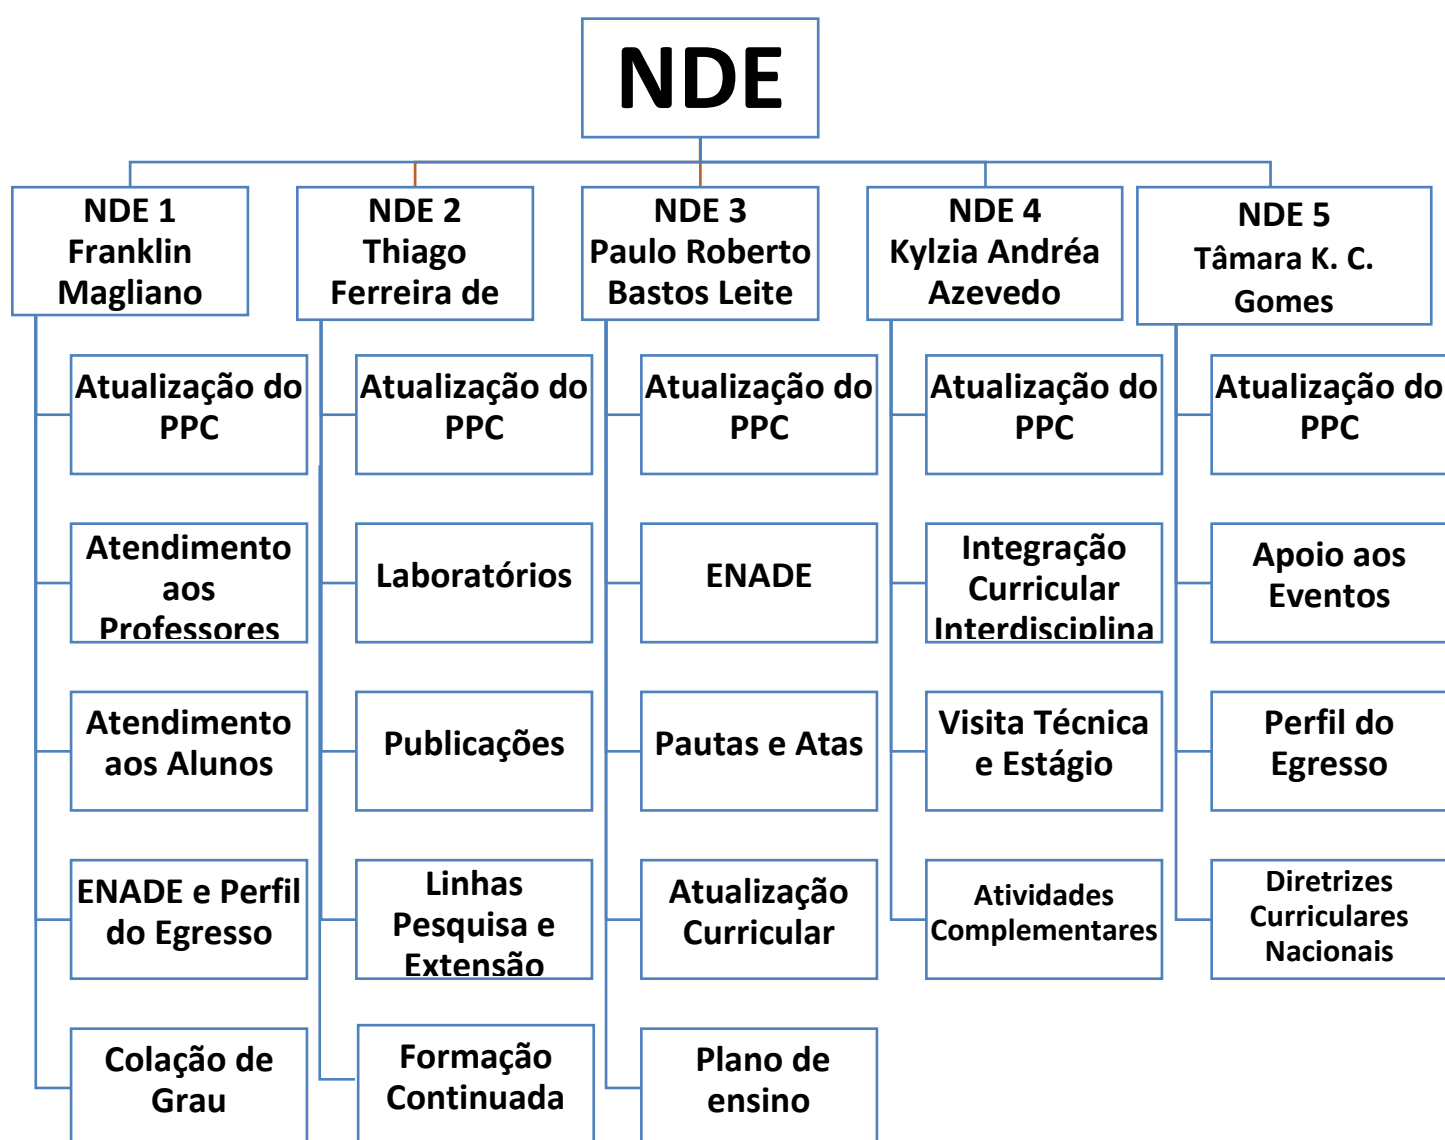 NDE
NDE 1
Franklin
Magliano
NDE 2
Thiago
Ferreira de
NDE 3
Paulo Roberto
Bastos Leite
NDE 4
Kylzia Andréa
Azevedo
NDE 5
Tâmara K. C.
Gomes
Atualização do
PPC
Atendimento
aos
Professores
Atendimento
aos Alunos
ENADE e Perfil
do Egresso
Colação de
Grau
Atualização do
PPC
Laboratórios
Publicações
Linhas
Pesquisa e
Extensão
Formação
Continuada
Atualização do
PPC
ENADE
Pautas e Atas
Atualização
Curricular
Plano de
ensino
Atualização do
PPC
Integração
Curricular
Interdisciplina
Visita Técnica
e Estágio
Atividades
Complementares
Atualização do
PPC
Apoio aos
Eventos
Perfil do
Egresso
Diretrizes
Curriculares
Nacionais